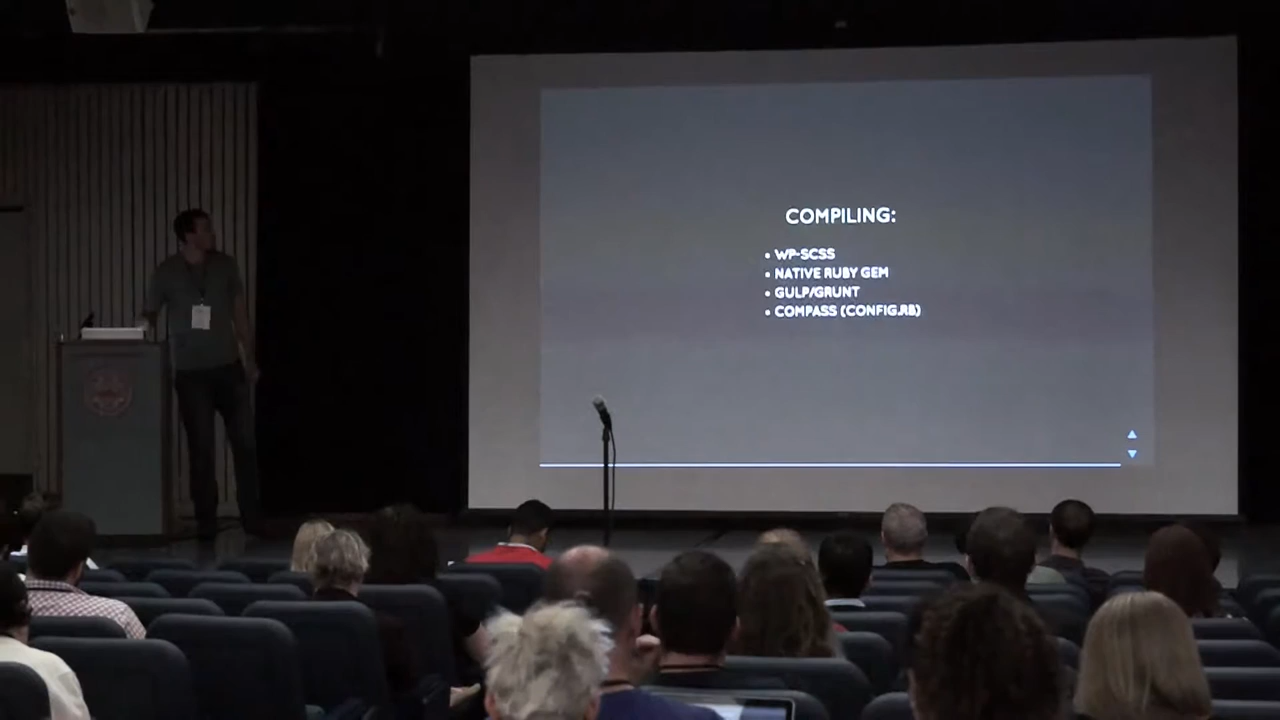 COMPILING:
• WP-SCSS
• NATIVE RUBY GEM
• GULP/GRUNT
• COMPASS (CONFIG.RB)